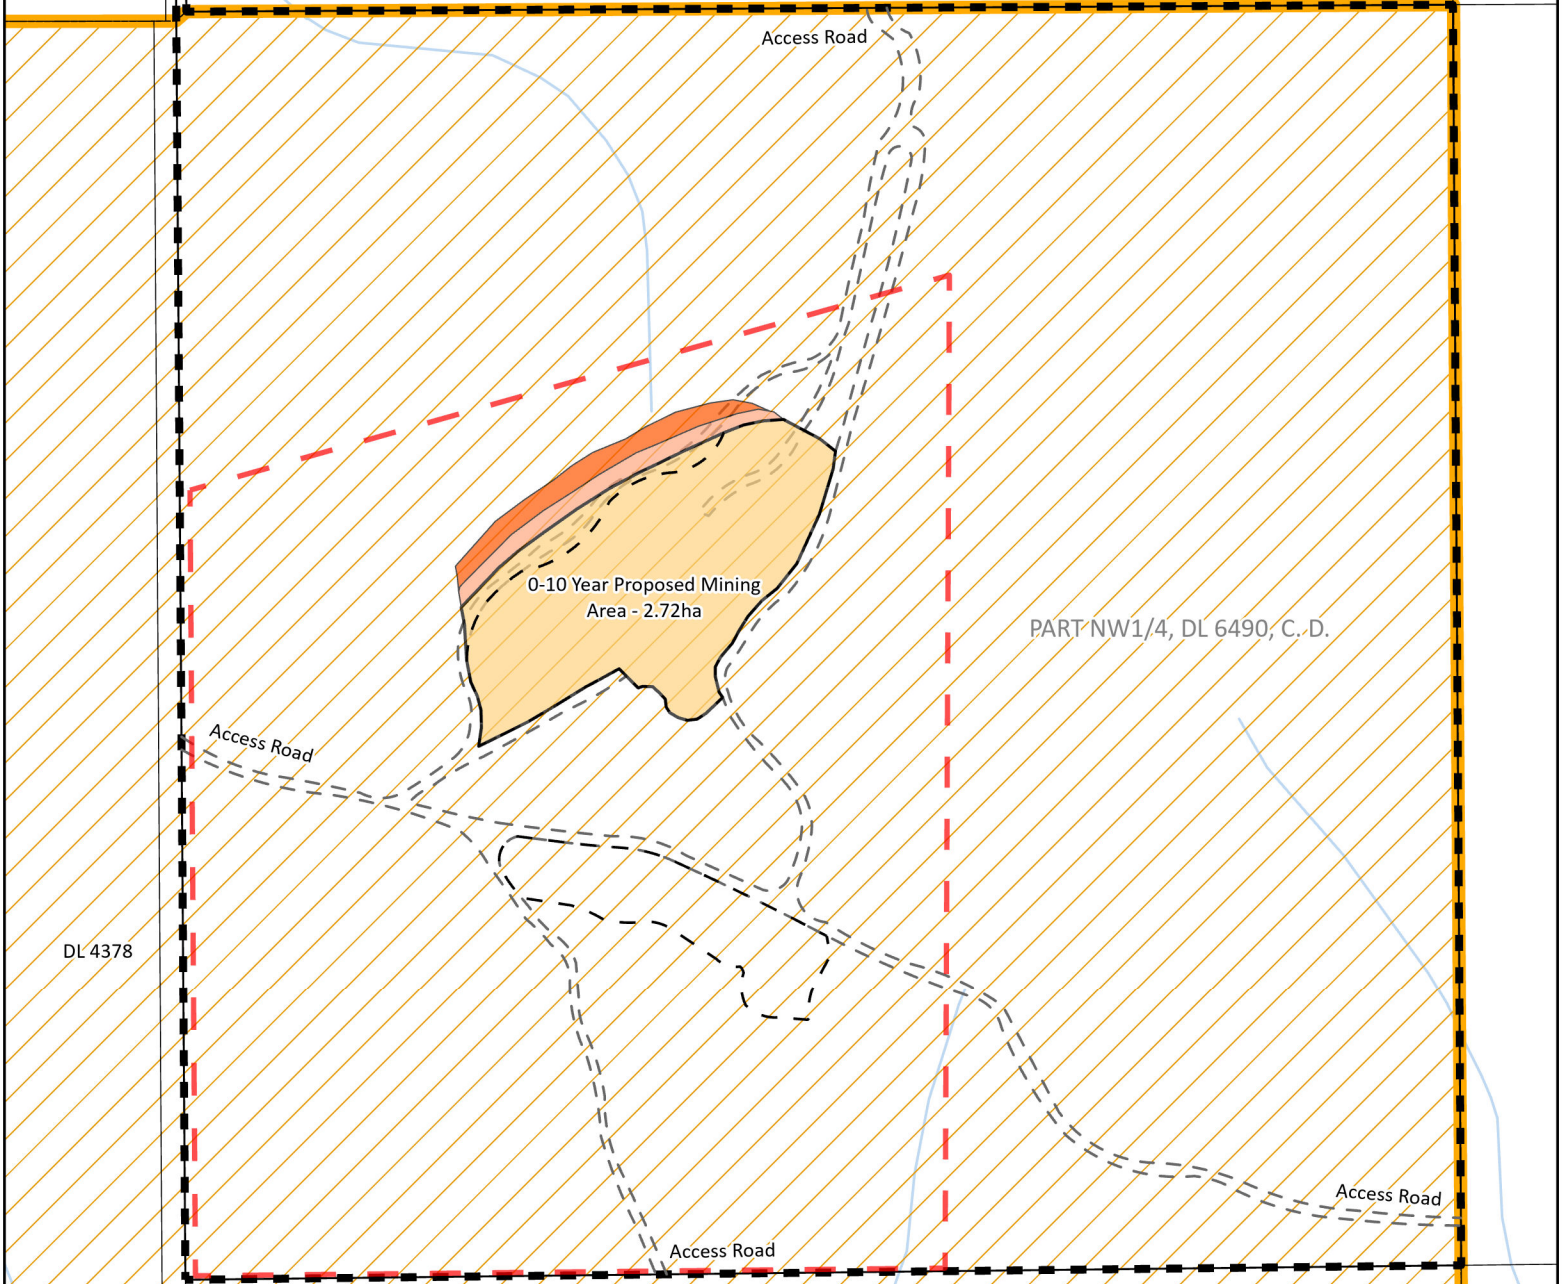 Access Road
0-10 Year Proposed Mining
Area - 2.72ha
PART NW1/4, DL 6490, C. D.
Access Road
DL 4378
Access Road
Access Road